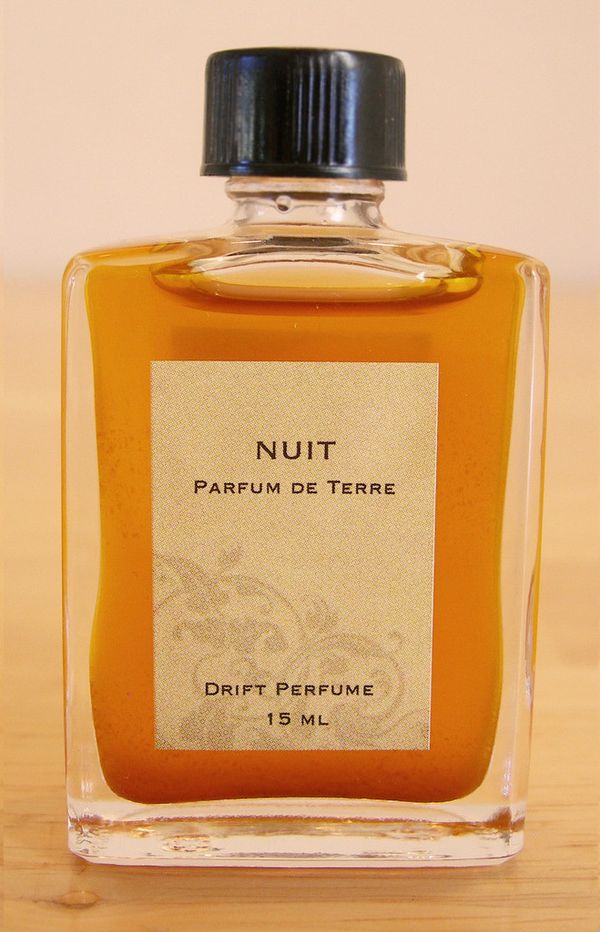 NUIT
PARFUM DE TERRE
DRIFT PERFUME
15 ML